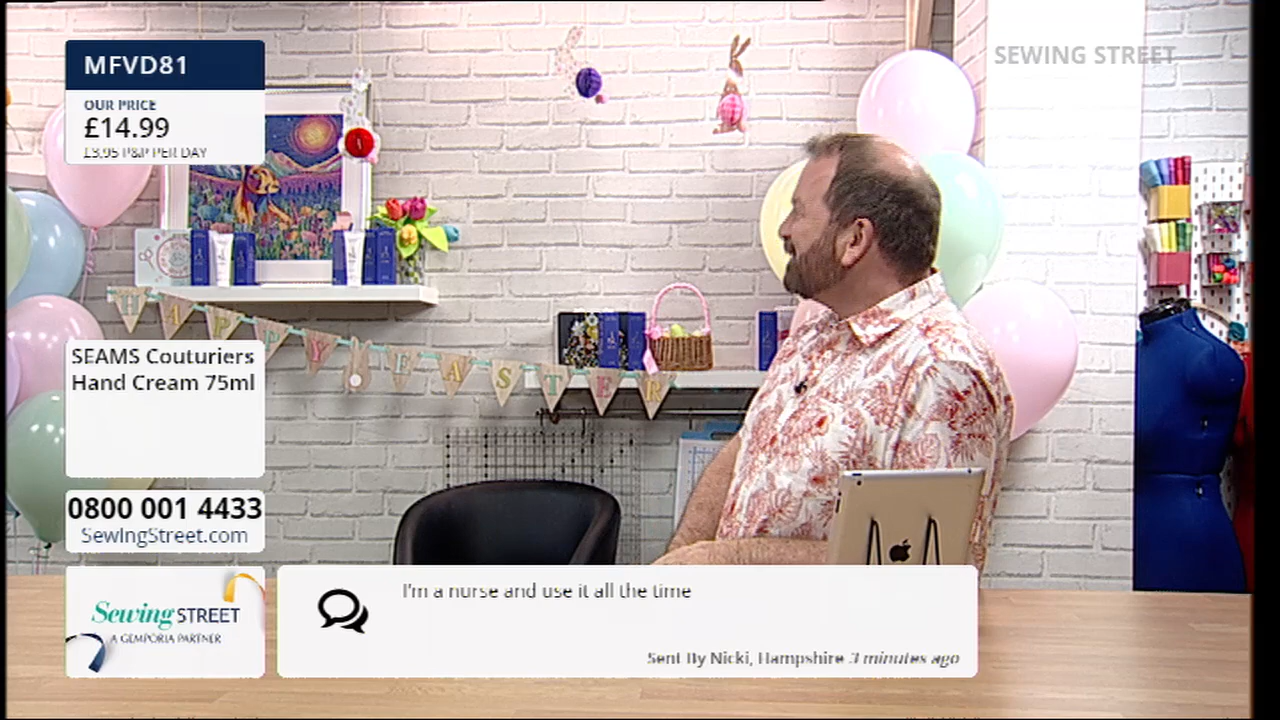 SEWING STREET
MFVD81
OUR PRICE
£14.99
£3.95 P&P PER DAY
HAPPY EASTER
SEAMS Couturiers
Hand Cream 75ml
0800 001 4433
SewingStreet.com
Sewing STREET
A GEMPORIA PARTNER
I'm a nurse and use it all the time
Sent By Nicki, Hampshire 3 minutes ago